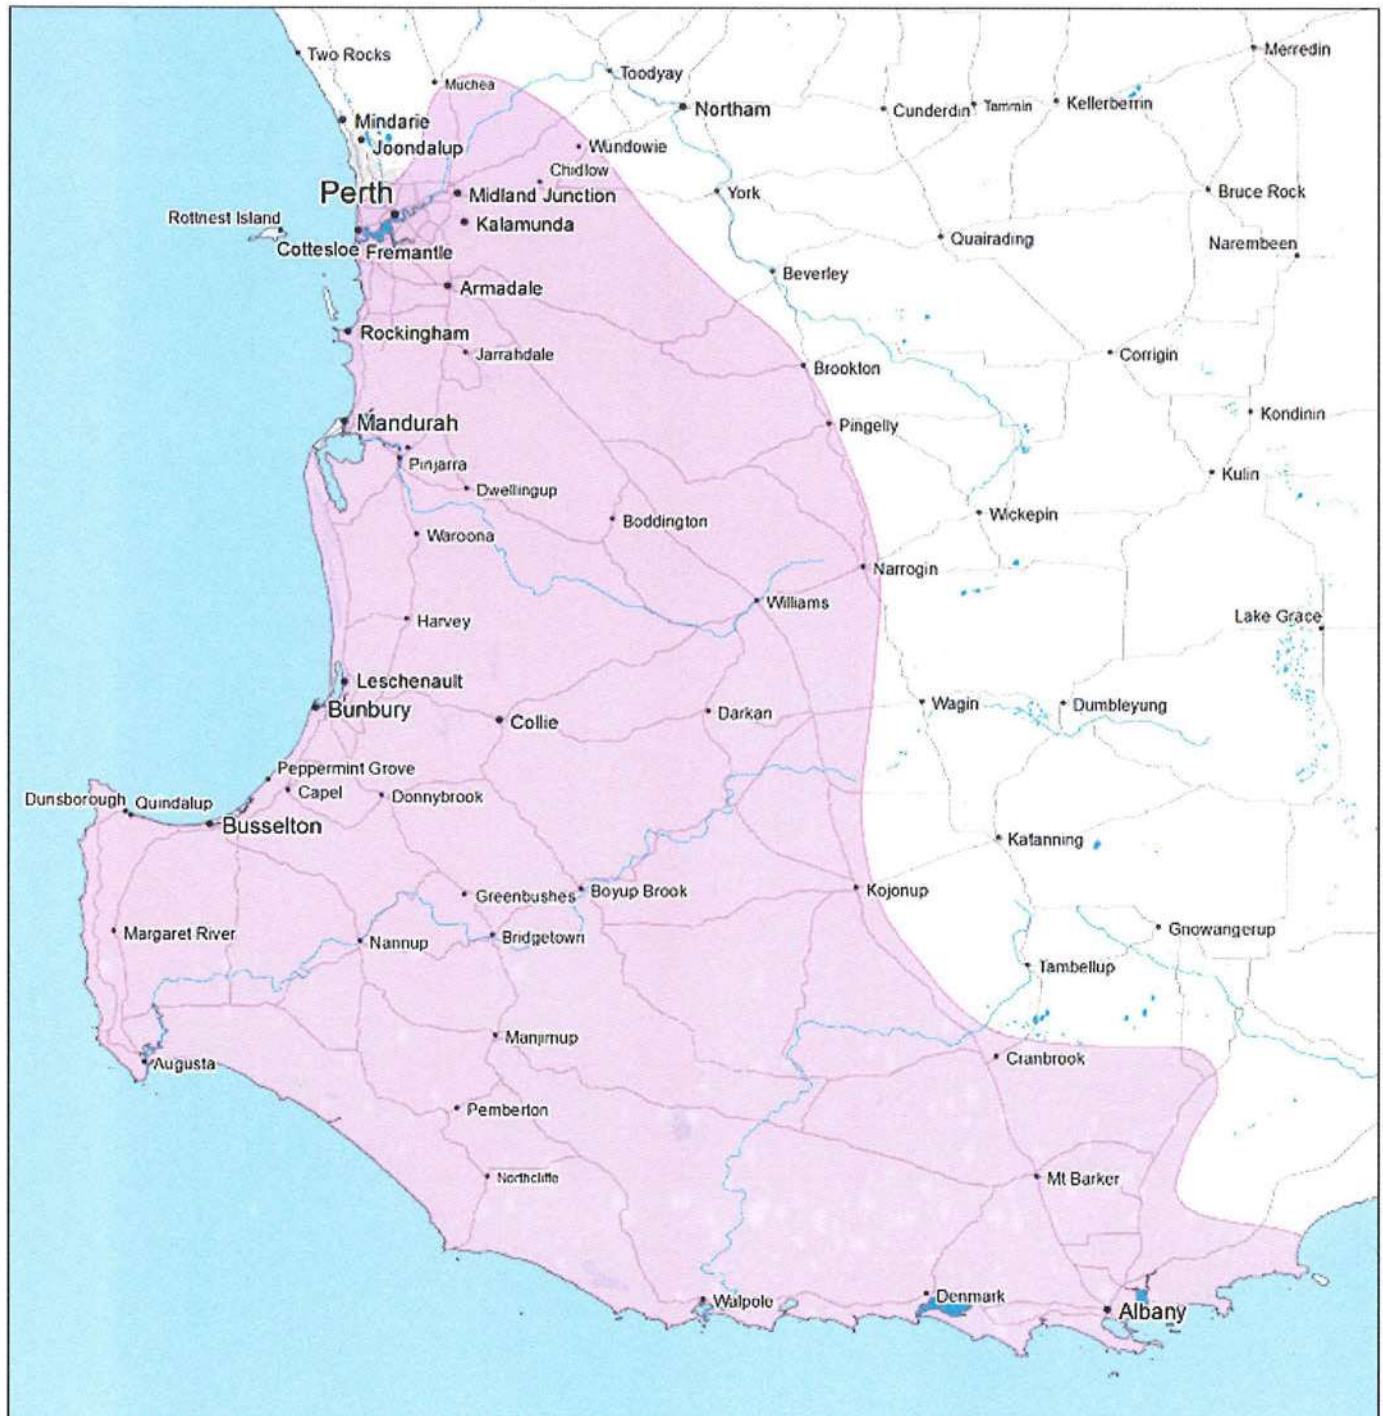 Two Rocks
Merredin
Toodyay
Muchea
Northam
Cunderdin
Tammin
Kellerberrin
Mindarie
Joondalup
Wundowie
Chidlow
Perth
Midland Junction
York
Bruce Rock
Rottnest Island
Kalamunda
Quairading
Narembeen
Cottesloe
Fremantle
Beverley
Armadale
Rockingham
Jarrahdale
Corrigin
Brookton
Kondinin
Mandurah
Pingelly
Pinjarra
Kulin
Dwellingup
Boddington
Wickepin
Waroona
Narrogin
Williams
Harvey
Lake Grace
Leschenault
Bunbury
Collie
Darkan
Wagin
Dumbleyung
Peppermint Grove
Capel
Donnybrook
Dunsborough
Quindalup
Busselton
Katanning
Greenbushes
Boyup Brook
Kojonup
Margaret River
Nannup
Bridgetown
Gnowangerup
Tambellup
Manjimup
Cranbrook
Augusta
Pemberton
Northcliffe
Mt Barker
Walpole
Denmark
Albany